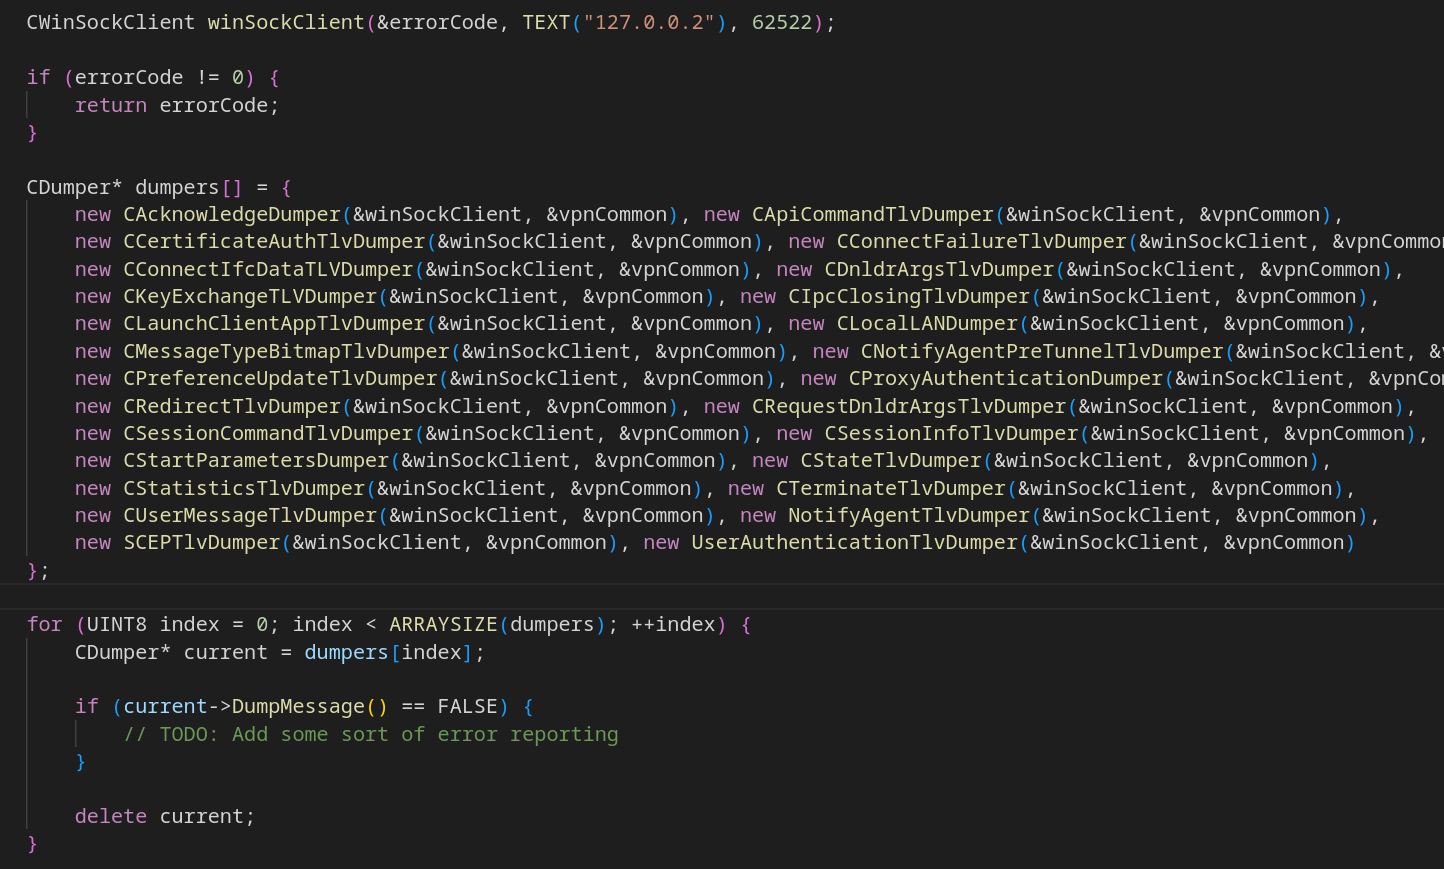 CWinSockClient winSockClient(&errorCode, TEXT("127.0.0.2"), 62522);
if (errorCode != 0) {
return errorCode;
}
CDumper* dumpers[] = {
new CAcknowledgeDumper(&winSockClient, &vpnCommon), new CApiCommandTlvDumper(&winSockClient, &vpnCommon),
new CCertificateAuthTlvDumper(&winSockClient, &vpnCommon), new CConnectFailureTlvDumper(&winSockClient, &vpnCommo
new CConnectIfcDataTLVDumper(&winSockClient, &vpnCommon), new CDnldrArgsTlvDumper(&winSockClient, &vpnCommon),
new CKeyExchangeTLVDumper(&winSockClient, &vpnCommon), new CIpcClosingTlvDumper(&winSockClient, &vpnCommon),
new CLaunchClientAppTlvDumper(&winSockClient, &vpnCommon), new CLocalLANDumper(&winSockClient, &vpnCommon),
new CMessageTypeBitmapTlvDumper(&winSockClient, &vpnCommon), new CNotifyAgentPreTunnelTlvDumper(&winSockClient, &v
new CPreferenceUpdateTlvDumper(&winSockClient, &vpnCommon), new CProxyAuthenticationDumper(&winSockClient, &vpnCom
new CRedirectTlvDumper(&winSockClient, &vpnCommon), new CRequestDnldrArgsTlvDumper(&winSockClient, &vpnCommon),
new CSessionCommandTlvDumper(&winSockClient, &vpnCommon), new CSessionInfoTlvDumper(&winSockClient, &vpnCommon),
new CStartParametersDumper(&winSockClient, &vpnCommon), new CStateTlvDumper(&winSockClient, &vpnCommon),
new CStatisticsTlvDumper(&winSockClient, &vpnCommon), new CTerminateTlvDumper(&winSockClient, &vpnCommon),
new CUserMessageTlvDumper(&winSockClient, &vpnCommon), new NotifyAgentTlvDumper(&winSockClient, &vpnCommon),
new SCEPTlvDumper(&winSockClient, &vpnCommon), new UserAuthenticationTlvDumper(&winSockClient, &vpnCommon)
};
for (UINT8 index = 0; index < ARRAYSIZE(dumpers); ++index) {
CDumper* current = dumpers[index];
if (current->DumpMessage() == FALSE) {
// TODO: Add some sort of error reporting
}
delete current;
}